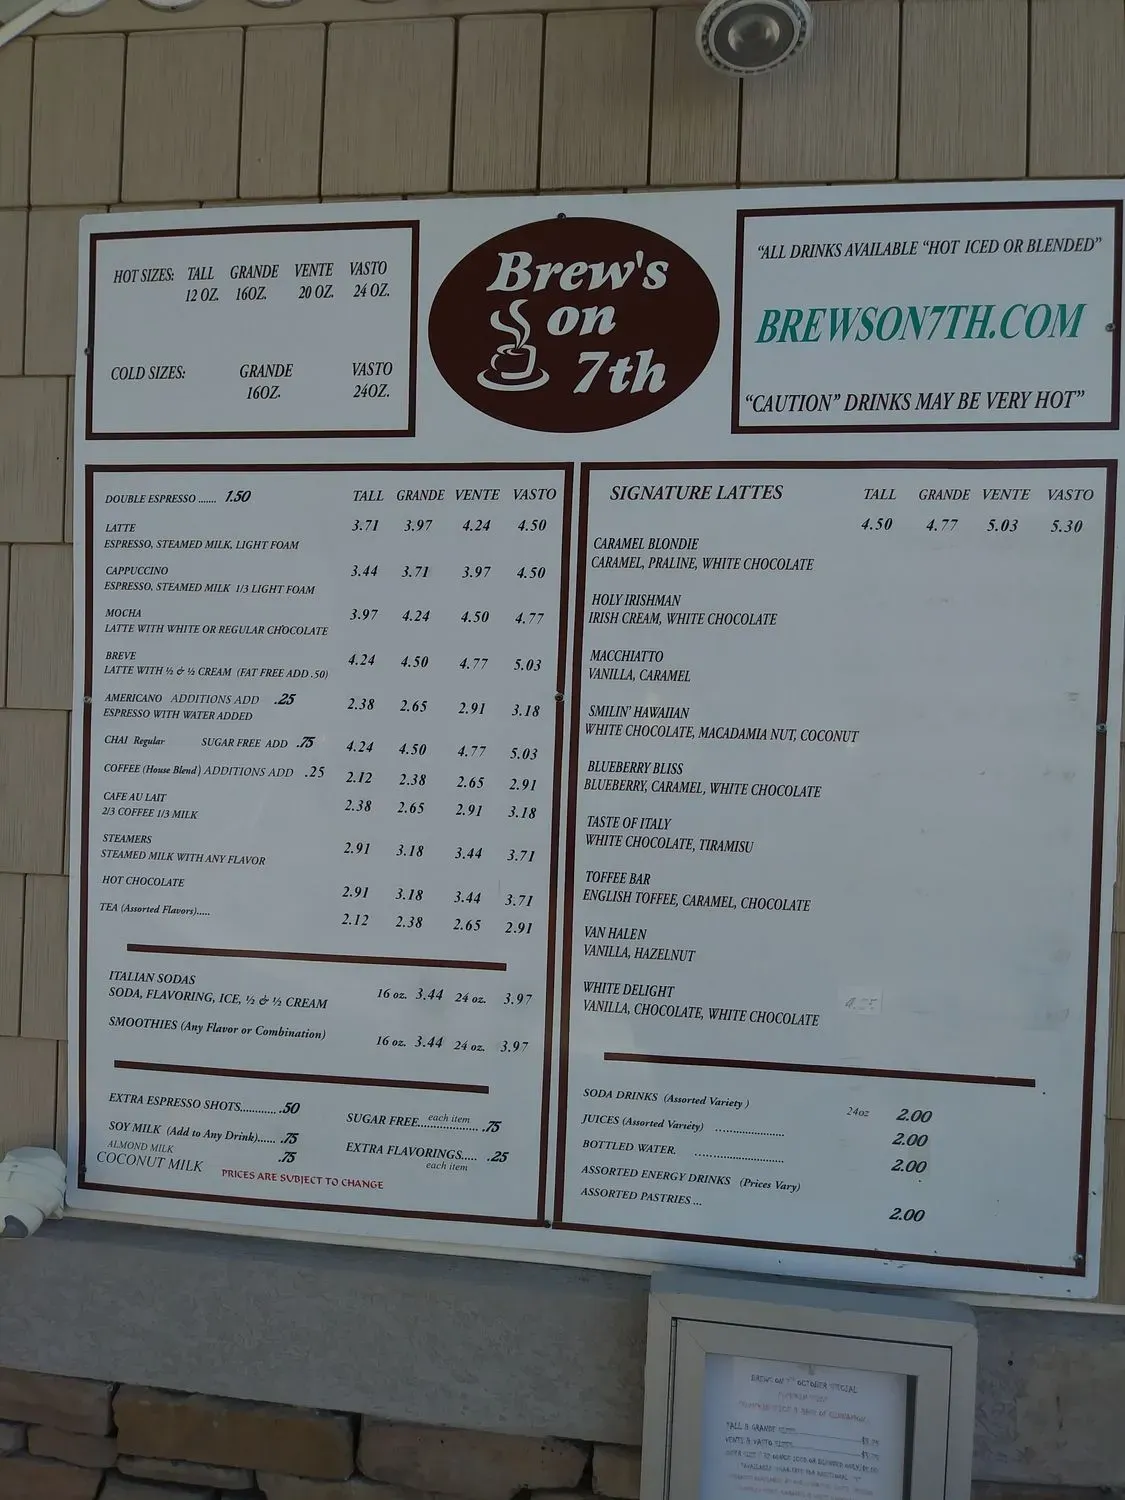 HOT SIZES: TALL GRANDE VENTE VASTO
12 OZ. 16OZ. 20 OZ. 24 OZ.
COLD SIZES: GRANDE VASTO
16OZ. 24OZ.
Brew's
on
7th
"ALL DRINKS AVAILABLE "HOT ICED OR BLENDED"
BREWSON7TH.COM
"CAUTION" DRINKS MAY BE VERY HOT"
DOUBLE ESPRESSO ....... 1.50 TALL GRANDE VENTE VASTO
LATTE 3.71 3.97 4.24 4.50
ESPRESSO, STEAMED MILK, LIGHT FOAM
CAPPUCCINO 3.44 3.71 3.97 4.50
ESPRESSO, STEAMED MILK 1/3 LIGHT FOAM
MOCHA 3.97 4.24 4.50 4.77
LATTE WITH WHITE OR REGULAR CHOCOLATE
BREVE 4.24 4.50 4.77 5.03
LATTE WITH ½ & ½ CREAM (FAT FREE ADD .50)
AMERICANO ADDITIONS ADD .25 2.38 2.65 2.91 3.18
ESPRESSO WITH WATER ADDED
CHAI Regular SUGAR FREE ADD .75 4.24 4.50 4.77 5.03
COFFEE (House Blend) ADDITIONS ADD .25 2.12 2.38 2.65 2.91
CAFE AU LAIT 2.38 2.65 2.91 3.18
2/3 COFFEE 1/3 MILK
STEAMERS 2.91 3.18 3.44 3.71
STEAMED MILK WITH ANY FLAVOR
HOT CHOCOLATE 2.91 3.18 3.44 3.71
TEA (Assorted Flavors)..... 2.12 2.38 2.65 2.91
ITALIAN SODAS
SODA, FLAVORING, ICE, ½ & ½ CREAM 16 oz. 3.44 24 oz. 3.97
SMOOTHIES (Any Flavor or Combination) 16 oz. 3.44 24 oz. 3.97
EXTRA ESPRESSO SHOTS............ .50
SOY MILK (Add to Any Drink)...... .75
ALMOND MILK .75
COCONUT MILK
SUGAR FREE.................... each item .75
EXTRA FLAVORINGS..... .25
each item
PRICES ARE SUBJECT TO CHANGE
SIGNATURE LATTES TALL GRANDE VENTE VASTO
4.50 4.77 5.03 5.30
CARAMEL BLONDIE
CARAMEL, PRALINE, WHITE CHOCOLATE
HOLY IRISHMAN
IRISH CREAM, WHITE CHOCOLATE
MACCHIATTO
VANILLA, CARAMEL
SMILIN' HAWAIIAN
WHITE CHOCOLATE, MACADAMIA NUT, COCONUT
BLUEBERRY BLISS
BLUEBERRY, CARAMEL, WHITE CHOCOLATE
TASTE OF ITALY
WHITE CHOCOLATE, TIRAMISU
TOFFEE BAR
ENGLISH TOFFEE, CARAMEL, CHOCOLATE
VAN HALEN
VANILLA, HAZELNUT
WHITE DELIGHT
VANILLA, CHOCOLATE, WHITE CHOCOLATE
SODA DRINKS (Assorted Variety ) 24oz 2.00
JUICES (Assorted Variety) ...................... 2.00
BOTTLED WATER. ............................ 2.00
ASSORTED ENERGY DRINKS (Prices Vary)
ASSORTED PASTRIES ... 2.00
BREWS ON 7TH OCTOBER SPECIAL
TALL & GRANDE SIZES
VENTE & VASTO SIZES